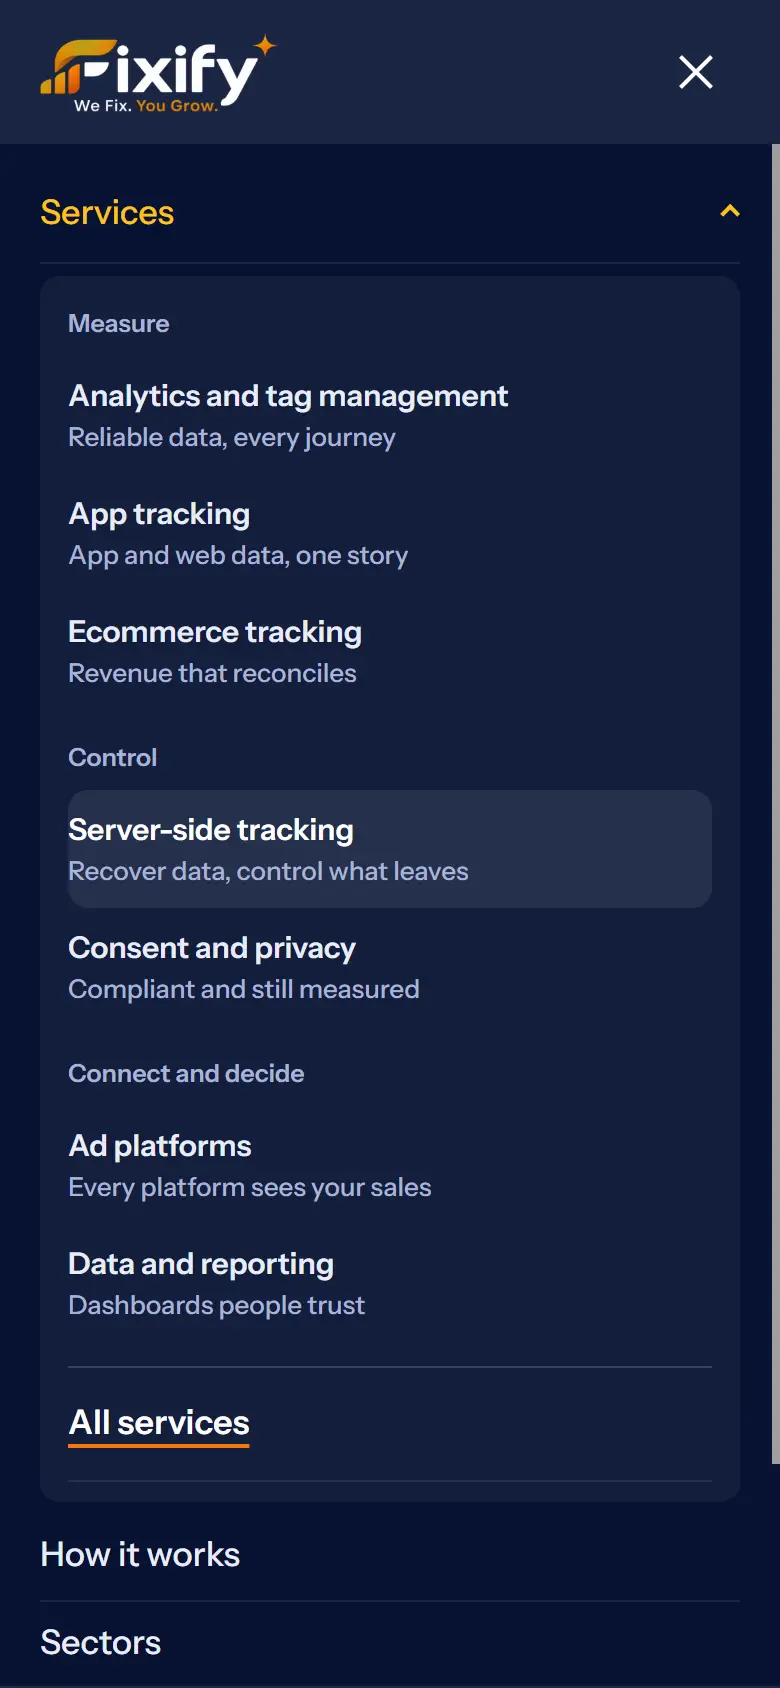 Fixify
We Fix. You Grow.
Services
Measure
Analytics and tag management
Reliable data, every journey
App tracking
App and web data, one story
Ecommerce tracking
Revenue that reconciles
Control
Server-side tracking
Recover data, control what leaves
Consent and privacy
Compliant and still measured
Connect and decide
Ad platforms
Every platform sees your sales
Data and reporting
Dashboards people trust
All services
How it works
Sectors